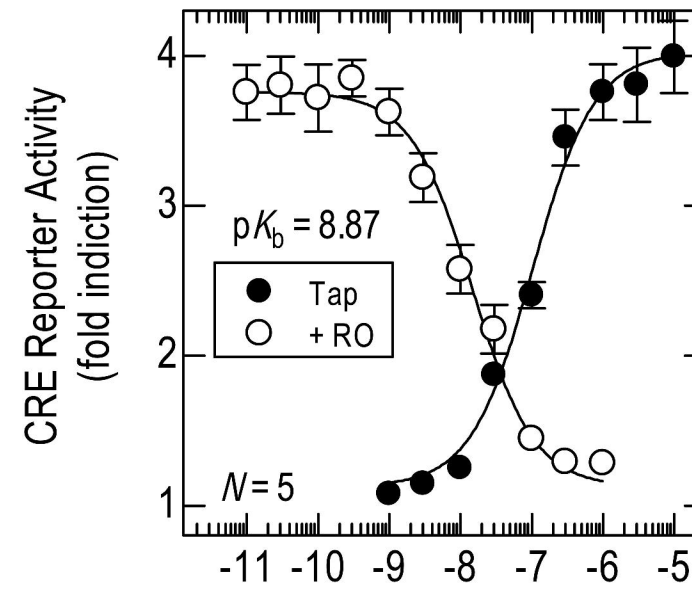 CRE Reporter Activity
(fold indiction)
4
3
2
1
pKb = 8.87
Tap
+ RO
N = 5
-11 -10 -9 -8 -7 -6 -5